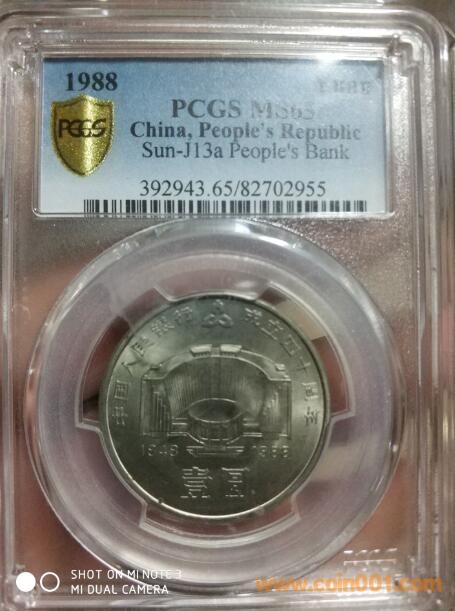 1988
PCGS MS65
China, People's Republic
Sun-J13a People's Bank
392943.65/82702955
PCGS
中国人民银行 成立四十周年
1948 1988
壹圆
SHOT ON MI NOTE 3
MI DUAL CAMERA
www.coin001.com